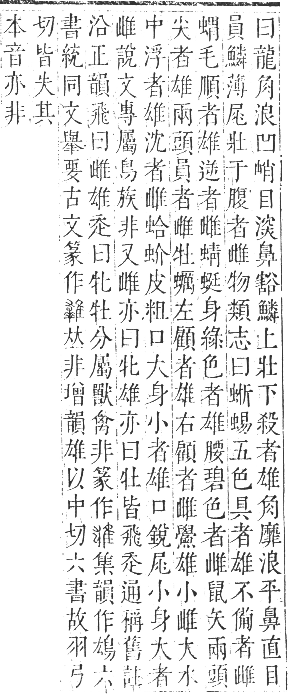 曰龍角浪凹峭目淡鼻豁鱗上壯下殺者雄角靡浪平鼻直目
員鱗薄尾壯于腹者雌物類志曰蜥蜴五色具者雄不備者雌
蝟毛順者雄逆者雌蜻蜓身綠色者雄腰碧色者雌鼠矢兩頭
尖者雄兩頭員者雌牡蠣左顧者雄右顧者雌鱟雄小雌大水
中浮者雄沈者雌蛤蚧皮粗口大身小者雄口銳尾小身大者
雌說文專屬鳥族非又雌亦曰牝雄亦曰牡皆飛走通稱舊註
沿正韻飛曰雌雄走曰牝牡分屬獸禽非篆作集韻作鴆六
書統同文舉要古文篆作𠀤非增韻雄以中切六書故羽弓
切皆失其
本音亦非